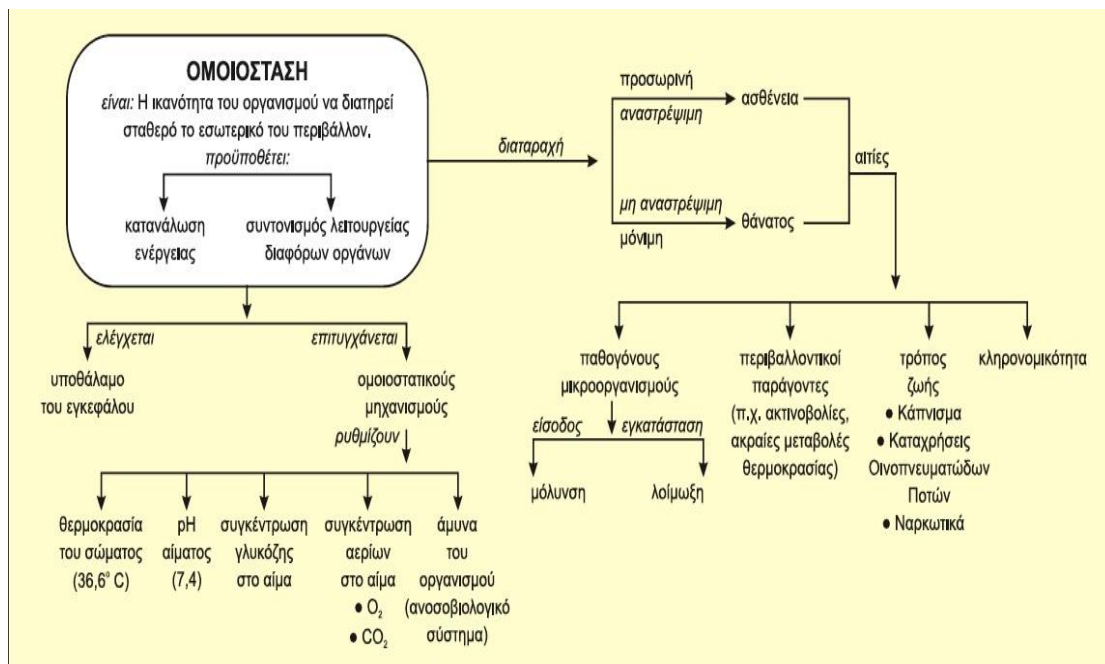 ΟΜΟΙΟΣΤΑΣΗ
είναι: Η ικανότητα του οργανισμού να διατηρεί
σταθερό το εσωτερικό του περιβάλλον,
προϋποθέτει:
κατανάλωση
ενέργειας
συντονισμός λειτουργείας
διαφόρων οργάνων
διαταραχή
προσωρινή
αναστρέψιμη
ασθένεια
μη αναστρέψιμη
μόνιμη
θάνατος
αιτίες
ελέγχεται
επιτυγχάνεται
υποθάλαμο
του εγκεφάλου
ομοιοστατικούς
μηχανισμούς
ρυθμίζουν
θερμοκρασία
του σώματος
(36,6° C)
pH
αίματος
(7,4)
συγκέντρωση
γλυκόζης
στο αίμα
συγκέντρωση
αερίων
στο αίμα
● O₂
● CO₂
άμυνα
του
οργανισμού
(ανοσοβιολογικό
σύστημα)
παθογόνους
μικροοργανισμούς
είσοδος
εγκατάσταση
μόλυνση
λοίμωξη
περιβαλλοντικοί
παράγοντες
(π.χ. ακτινοβολίες,
ακραίες μεταβολές
θερμοκρασίας)
τρόπος
ζωής
● Κάπνισμα
● Καταχρήσεις
Οινοπνευματώδων
Ποτών
● Ναρκωτικά
κληρονομικότητα